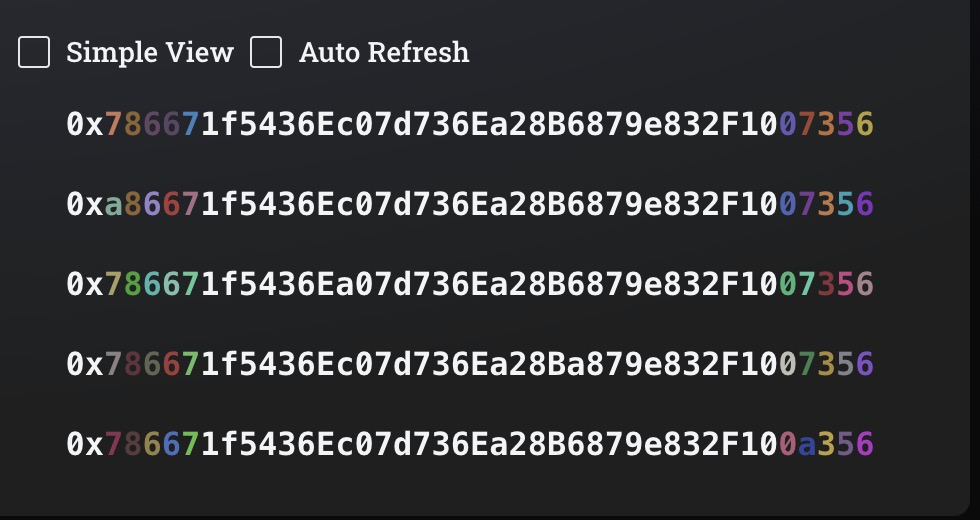 Simple View Auto Refresh
0x786671f5436Ec07d736Ea28B6879e832F1007356
0xa86671f5436Ec07d736Ea28B6879e832F1007356
0x786671f5436Ea07d736Ea28B6879e832F1007356
0x786671f5436Ec07d736Ea28Ba879e832F1007356
0x786671f5436Ec07d736Ea28B6879e832F100a356